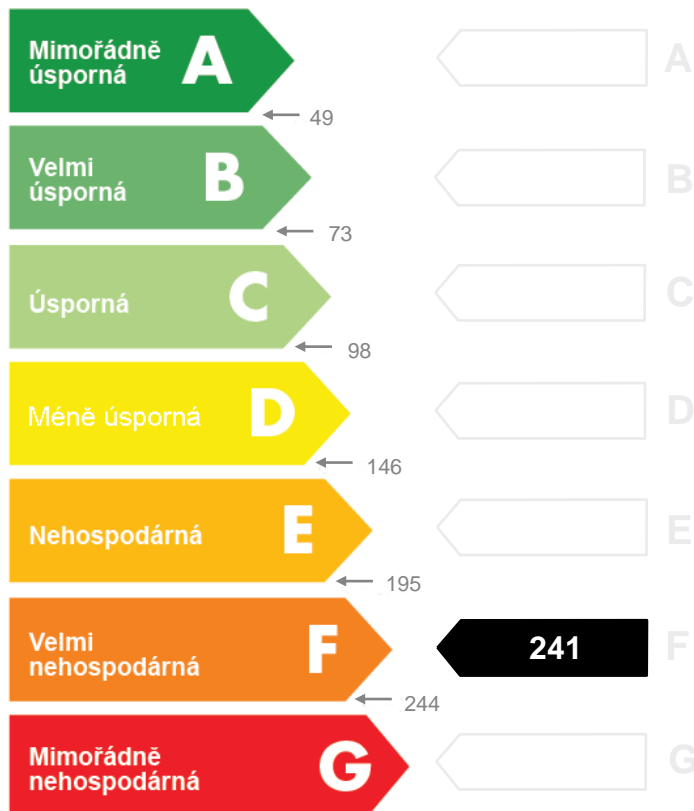 Mimořádně
úsporná
A
A
49
Velmi
úsporná
B
B
73
Úsporná
C
C
98
Méně úsporná
D
D
146
Nehospodárná
E
E
195
Velmi
nehospodárná
F
241
F
244
Mimořádně
nehospodárná
G
G